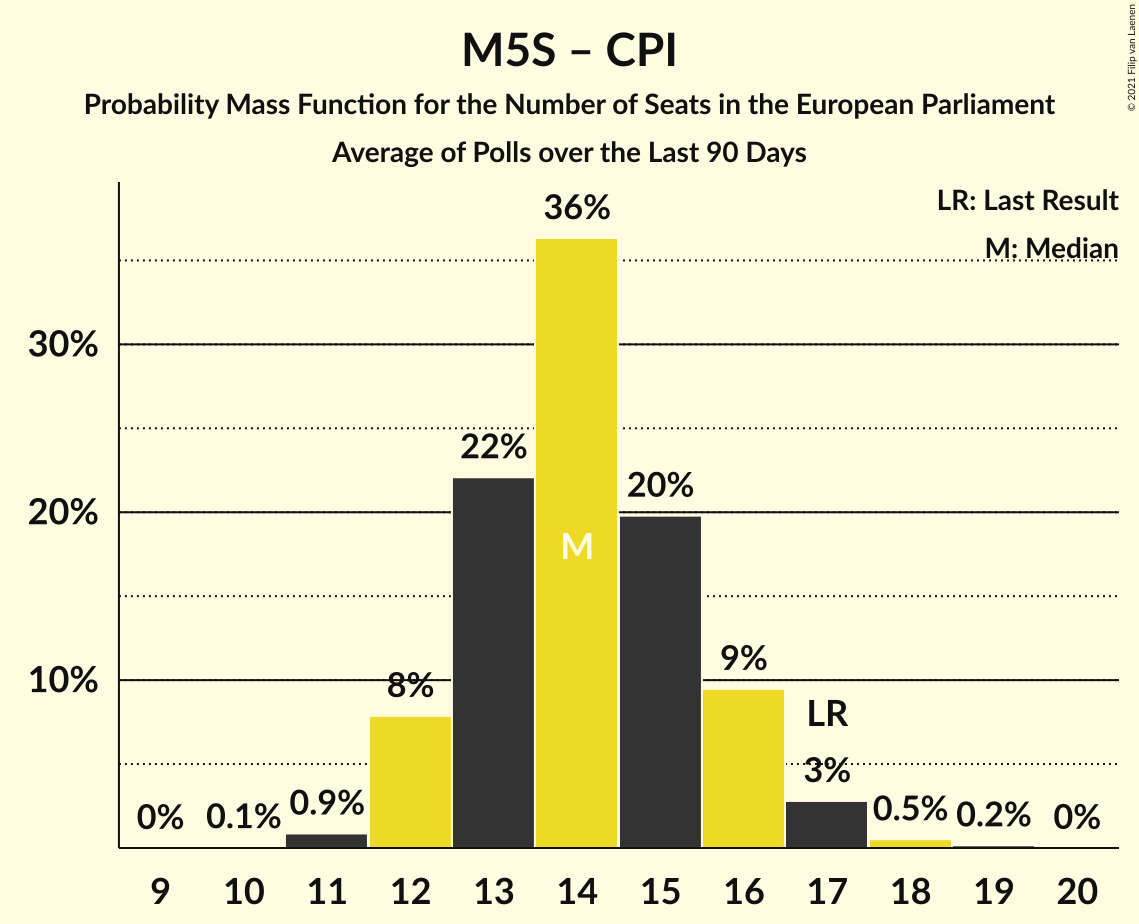 M5S – CPI
Probability Mass Function for the Number of Seats in the European Parliament
Average of Polls over the Last 90 Days
© 2021 Filip van Laenen
LR: Last Result
M: Median
30%
20%
10%
0%
0.1%
0.9%
8%
22%
36%
M
20%
9%
LR
3%
0.5%
0.2%
0%
9 10 11 12 13 14 15 16 17 18 19 20